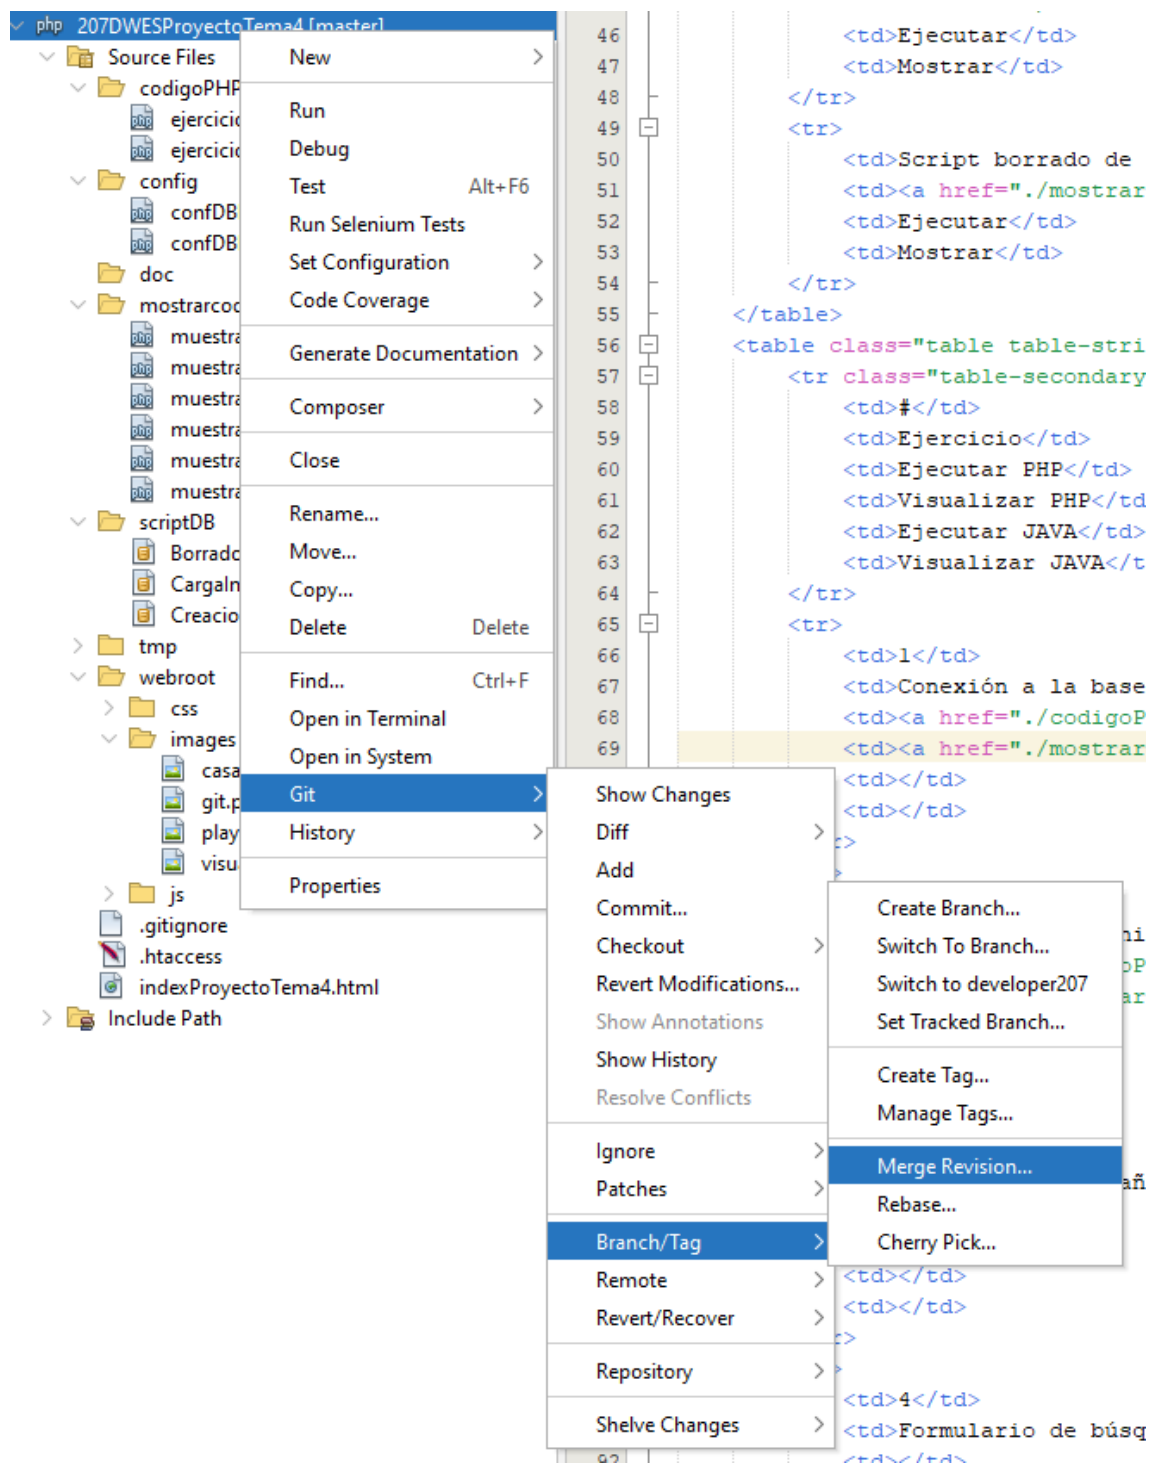 php 207DWESProyectoTema4 [master]
Source Files
codigoPHP
ejercicio
ejercicio
config
confDB
confDB
doc
mostrarcod
muestra
muestra
muestra
muestra
muestra
muestra
scriptDB
Borrado
CargaIn
Creacio
tmp
webroot
css
images
casa
git.p
play
visu
js
.gitignore
.htaccess
indexProyectoTema4.html
Include Path
New
Run
Debug
Test Alt+F6
Run Selenium Tests
Set Configuration
Code Coverage
Generate Documentation
Composer
Close
Rename...
Move...
Copy...
Delete Delete
Find... Ctrl+F
Open in Terminal
Open in System
Git
History
Properties
Show Changes
Diff
Add
Commit...
Checkout
Revert Modifications...
Show Annotations
Show History
Resolve Conflicts
Ignore
Patches
Branch/Tag
Remote
Revert/Recover
Repository
Shelve Changes
Create Branch...
Switch To Branch...
Switch to developer207
Set Tracked Branch...
Create Tag...
Manage Tags...
Merge Revision...
Rebase...
Cherry Pick...
46 <td>Ejecutar</td>
47 <td>Mostrar</td>
48 </tr>
49 <tr>
50 <td>Script borrado de
51 <td><a href="./mostrar
52 <td>Ejecutar</td>
53 <td>Mostrar</td>
54 </tr>
55 </table>
56 <table class="table table-stri
57 <tr class="table-secondary
58 <td>#</td>
59 <td>Ejercicio</td>
60 <td>Ejecutar PHP</td>
61 <td>Visualizar PHP</td
62 <td>Ejecutar JAVA</td>
63 <td>Visualizar JAVA</t
64 </tr>
65 <tr>
66 <td>1</td>
67 <td>Conexión a la base
68 <td><a href="./codigoP
69 <td><a href="./mostrar
<td></td>
<td></td>
r>
>
ni
oP
ar
añ
<td></td>
<td></td>
r>
>
<td>4</td>
<td>Formulario de búsq
92 <td></td>